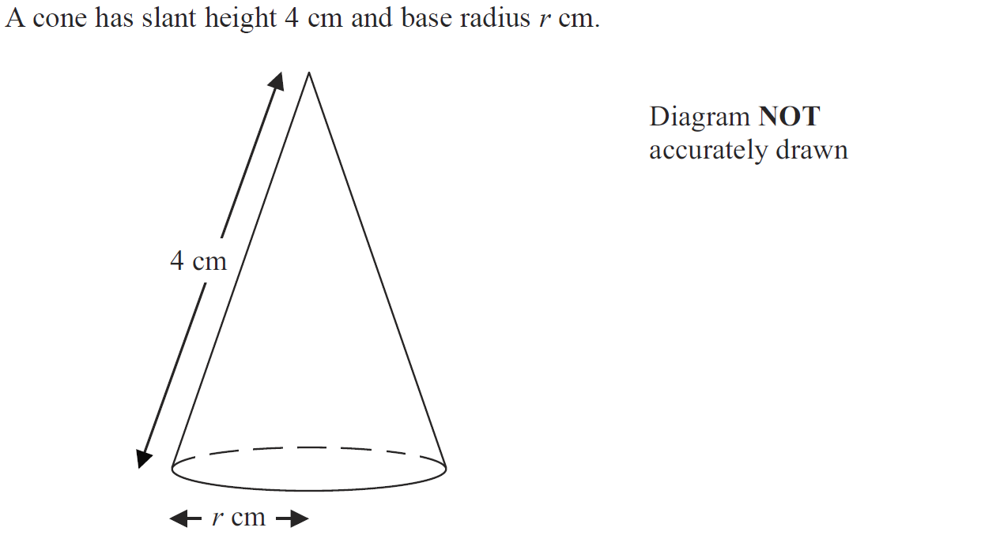 A cone has slant height 4 cm and base radius r cm.
Diagram NOT
accurately drawn
4 cm
r cm